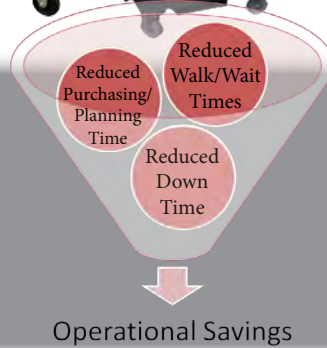 Reduced
Walk/Wait
Times
Reduced
Purchasing/
Planning
Time
Reduced
Down
Time
Operational Savings